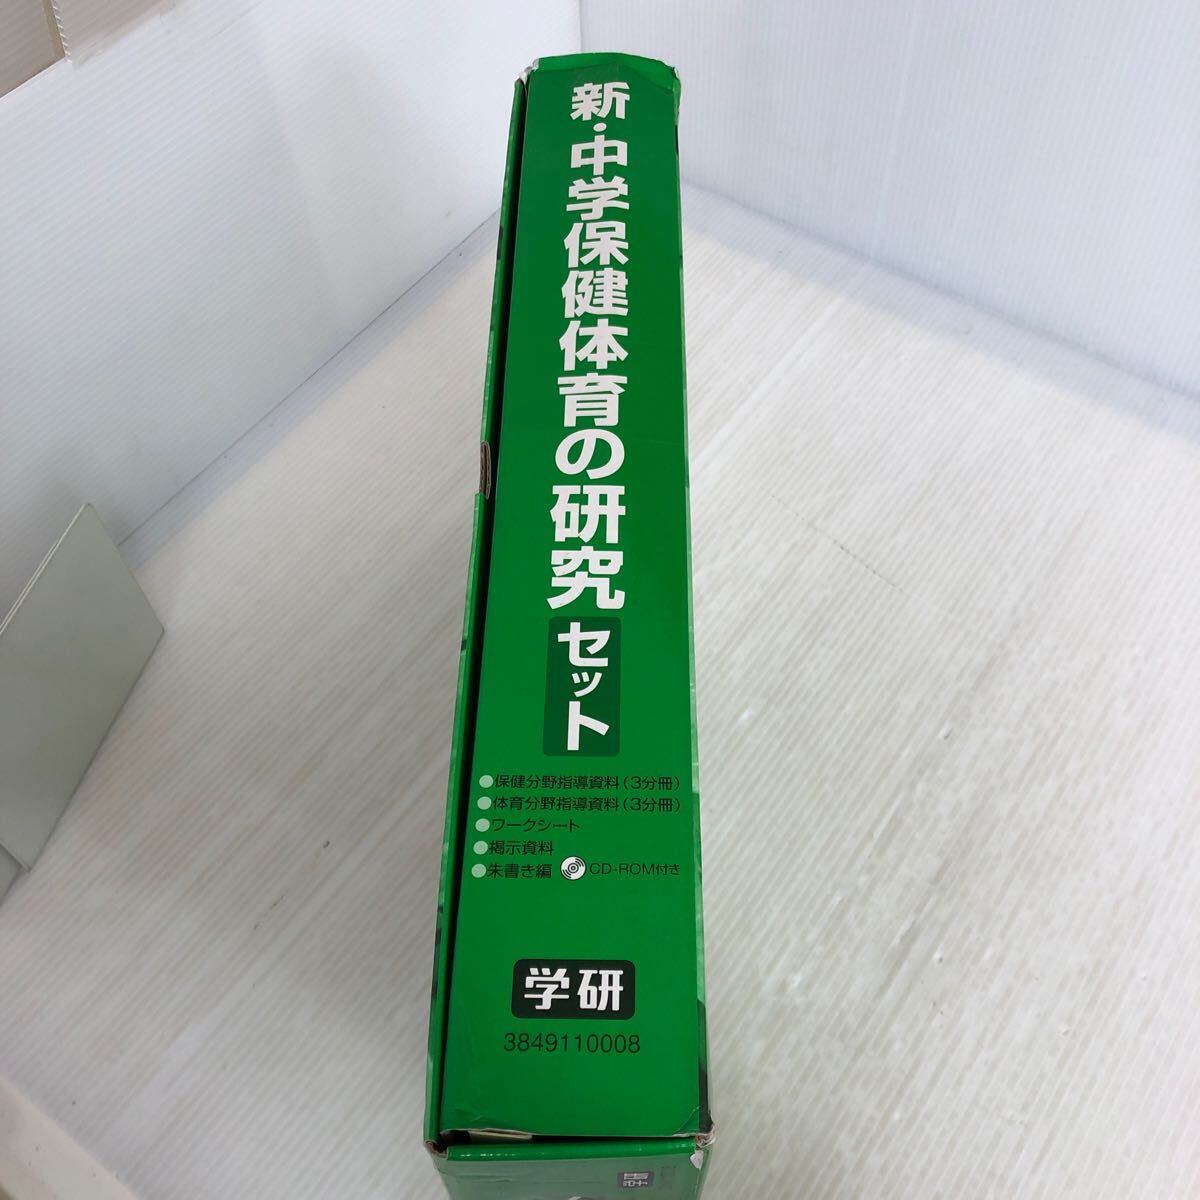 新・中学保健体育の研究
セット
●保健分野指導資料（3分冊）
●体育分野指導資料（3分冊）
●ワークシート
●掲示資料
●朱書き編 CD-ROM付き
学研
3849110008